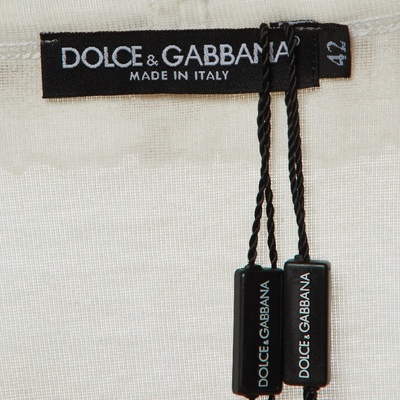 DOLCE & GABBANA®
MADE IN ITALY
42
DOLCE & GABBANA
DOLCE & GABBANA